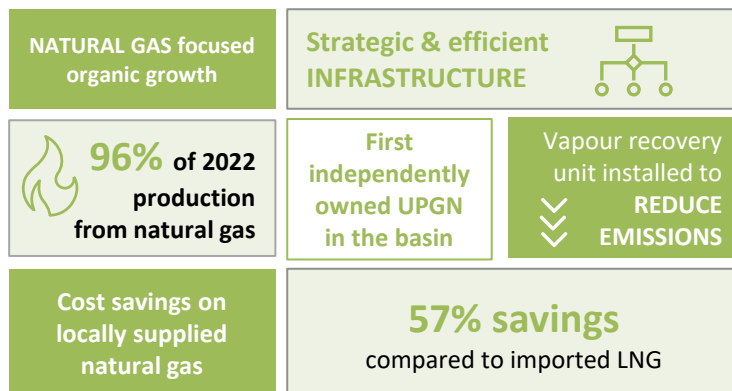 NATURAL GAS focused
organic growth
Strategic & efficient
INFRASTRUCTURE
96% of 2022
production
from natural gas
First
independently
owned UPGN
in the basin
Vapour recovery
unit installed to
REDUCE
EMISSIONS
Cost savings on
locally supplied
natural gas
57% savings
compared to imported LNG